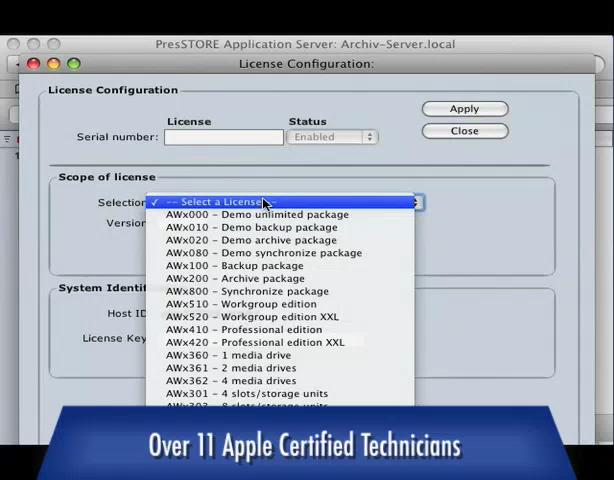 PresSTORE Application Server: Archiv-Server.local
License Configuration:
License Configuration
License Status
Apply
Serial number: Enabled
Close
Scope of license
Selection ✓ -- Select a License --
AWx000 - Demo unlimited package
Version AWx010 - Demo backup package
AWx020 - Demo archive package
AWx080 - Demo synchronize package
AWx100 - Backup package
AWx200 - Archive package
System Identif AWx800 - Synchronize package
AWx510 - Workgroup edition
Host ID AWx520 - Workgroup edition XXL
AWx410 - Professional edition
License Key AWx420 - Professional edition XXL
AWx360 - 1 media drive
AWx361 - 2 media drives
AWx362 - 4 media drives
AWx301 - 4 slots/storage units
Over 11 Apple Certified Technicians